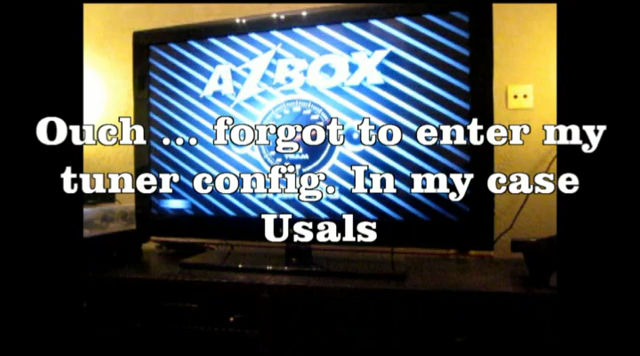 AZBOX
Ouch ... forgot to enter my
tuner config. In my case
Usals